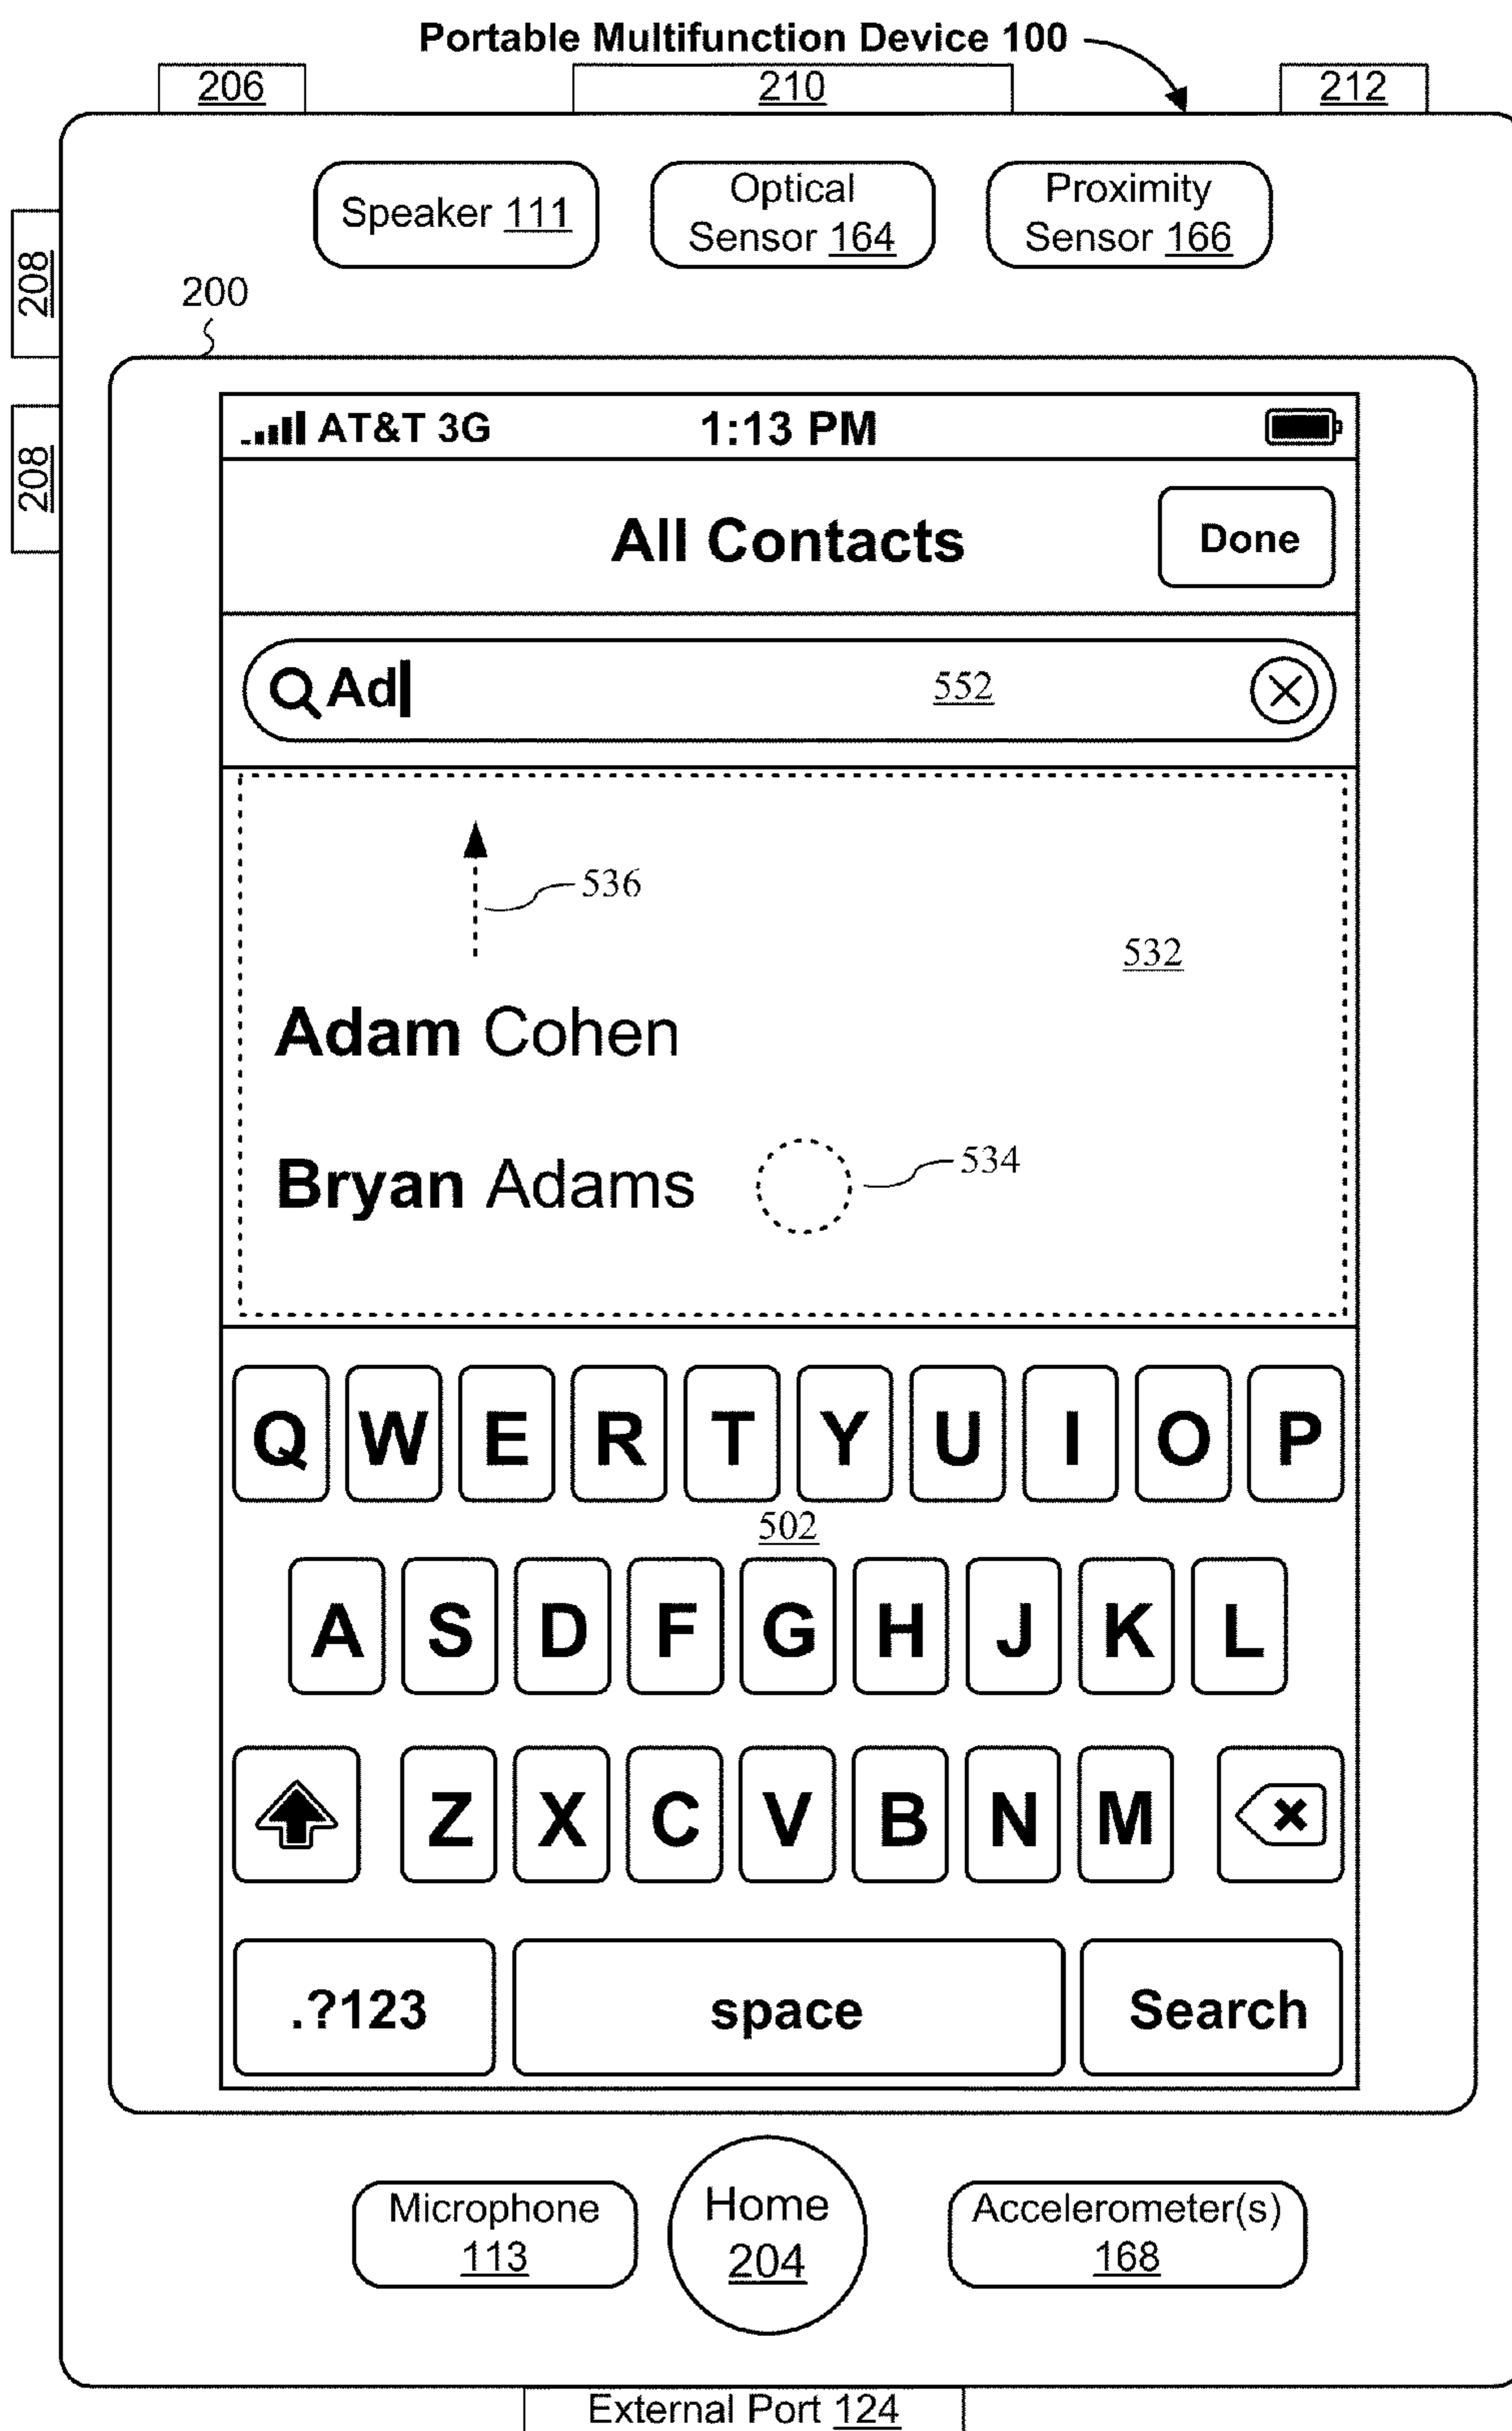 Portable Multifunction Device 100
206 210 212
Speaker 111
Optical
Sensor 164
Proximity
Sensor 166
208
200
208
AT&T 3G 1:13 PM
All Contacts Done
Ad 552
536
532
Adam Cohen
Bryan Adams 534
Q W E R T Y U I O P
502
A S D F G H J K L
Z X C V B N M
.?123 space Search
Microphone
113
Home
204
Accelerometer(s)
168
External Port 124